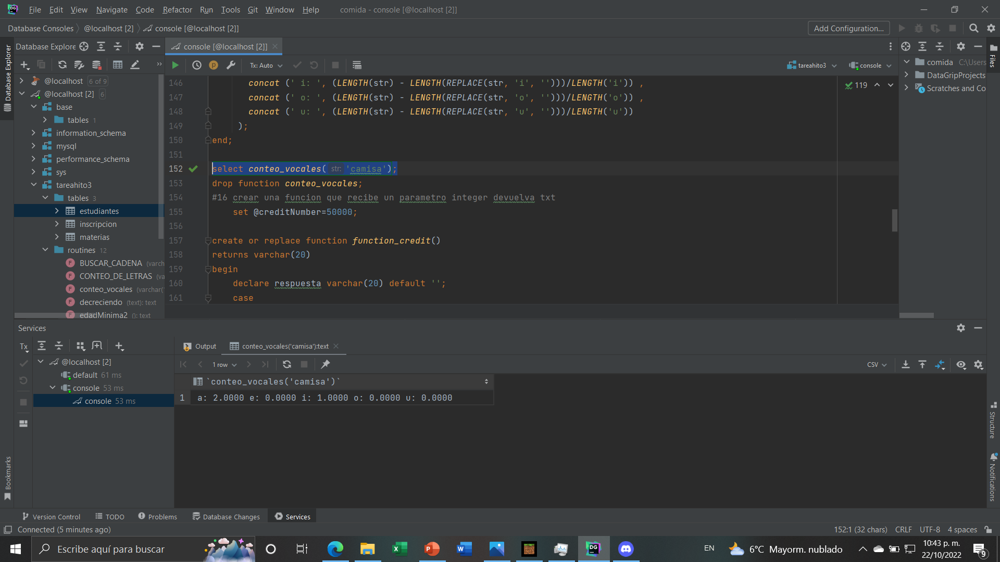 File Edit View Navigate Code Refactor Run Tools Git Window Help comida - console [@localhost [2]]
Database Consoles @localhost [2] console [@localhost [2]]
Add Configuration...
Database Explore
console [@localhost [2]]
Database Explorer
Tx: Auto
tareahito3
console
@localhost 6 of 9
@localhost [2] 6
base
tables 1
information_schema
mysql
performance_schema
sys
tareahito3
tables 3
estudiantes
inscripcion
materias
routines 12
BUSCAR_CADENA (varch
CONTEO_DE_LETRAS (va
conteo_vocales (varchar(
decreciendo (text): text
edadMinima2 (): text
146 concat (' i: ', (LENGTH(str) - LENGTH(REPLACE(str, 'i', '')))/LENGTH('i')) ,
147 concat (' o: ', (LENGTH(str) - LENGTH(REPLACE(str, 'o', '')))/LENGTH('o')) ,
148 concat (' u: ', (LENGTH(str) - LENGTH(REPLACE(str, 'u', '')))/LENGTH('u'))
149 );
150 end;
151
152 select conteo_vocales( str: 'camisa');
153 drop function conteo_vocales;
154 #16 crear una funcion que recibe un parametro integer devuelva txt
155 set @creditNumber=50000;
156
157 create or replace function function_credit()
158 returns varchar(20)
159 begin
160 declare respuesta varchar(20) default '';
161 case
119
comida C:\Users
DataGripProjects
Scratches and Co
Files
Services
Tx
@localhost [2]
default 61 ms
console 53 ms
console 53 ms
Output
conteo_vocales('camisa'):text
1 row
CSV
`conteo_vocales('camisa')`
1 a: 2.0000 e: 0.0000 i: 1.0000 o: 0.0000 u: 0.0000
Structure
Notifications
Bookmarks
Version Control TODO Problems Database Changes Services
Connected (5 minutes ago)
152:1 (32 chars) CRLF UTF-8 4 spaces
Escribe aquí para buscar
EN
6°C Mayorm. nublado
10:43 p. m.
22/10/2022
9